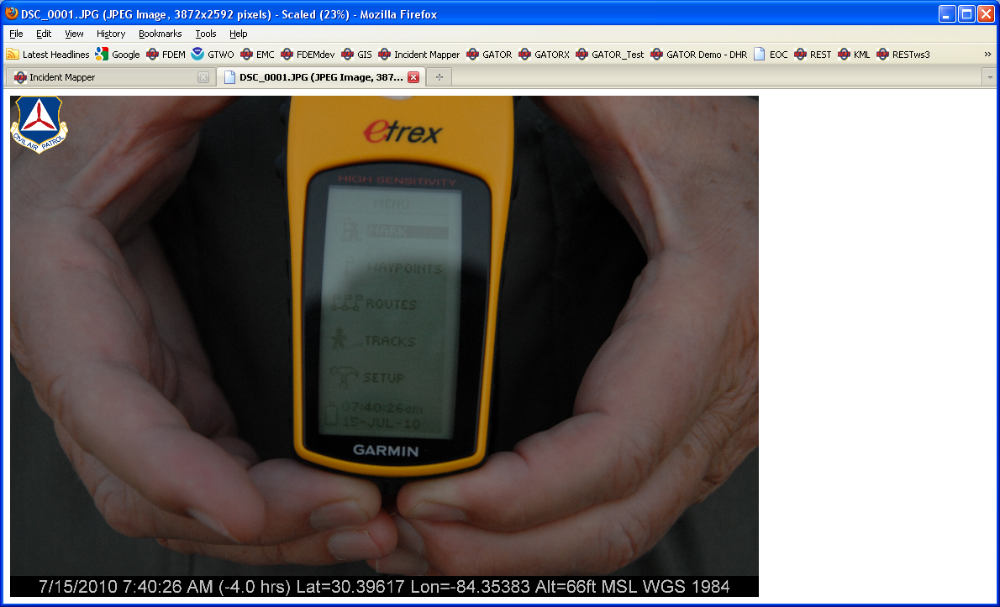 DSC_0001.JPG (JPEG Image, 3872x2592 pixels) - Scaled (23%) - Mozilla Firefox
File Edit View History Bookmarks Tools Help
Latest Headlines Google FDEM GTWO EMC FDEMdev GIS Incident Mapper GATOR GATORX GATOR_Test GATOR Demo - DHR EOC REST KML RESTws3 »
Incident Mapper DSC_0001.JPG (JPEG Image, 387...
CIVIL AIR PATROL
etrex
HIGH SENSITIVITY
MENU
MARK
WAYPOINTS
ROUTES
TRACKS
SETUP
07:40:26am
15-JUL-10
GARMIN
7/15/2010 7:40:26 AM (-4.0 hrs) Lat=30.39617 Lon=-84.35383 Alt=66ft MSL WGS 1984